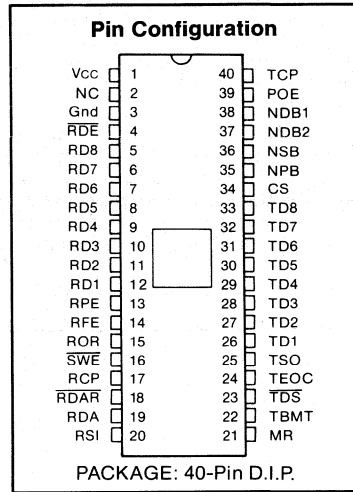 Pin Configuration
Vcc 1 40 TCP
NC 2 39 POE
Gnd 3 38 NDB1
RDE 4 37 NDB2
RD8 5 36 NSB
RD7 6 35 NPB
RD6 7 34 CS
RD5 8 33 TD8
RD4 9 32 TD7
RD3 10 31 TD6
RD2 11 30 TD5
RD1 12 29 TD4
RPE 13 28 TD3
RFE 14 27 TD2
ROR 15 26 TD1
SWE 16 25 TSO
RCP 17 24 TEOC
RDAR 18 23 TDS
RDA 19 22 TBMT
RSI 20 21 MR
PACKAGE: 40-Pin D.I.P.